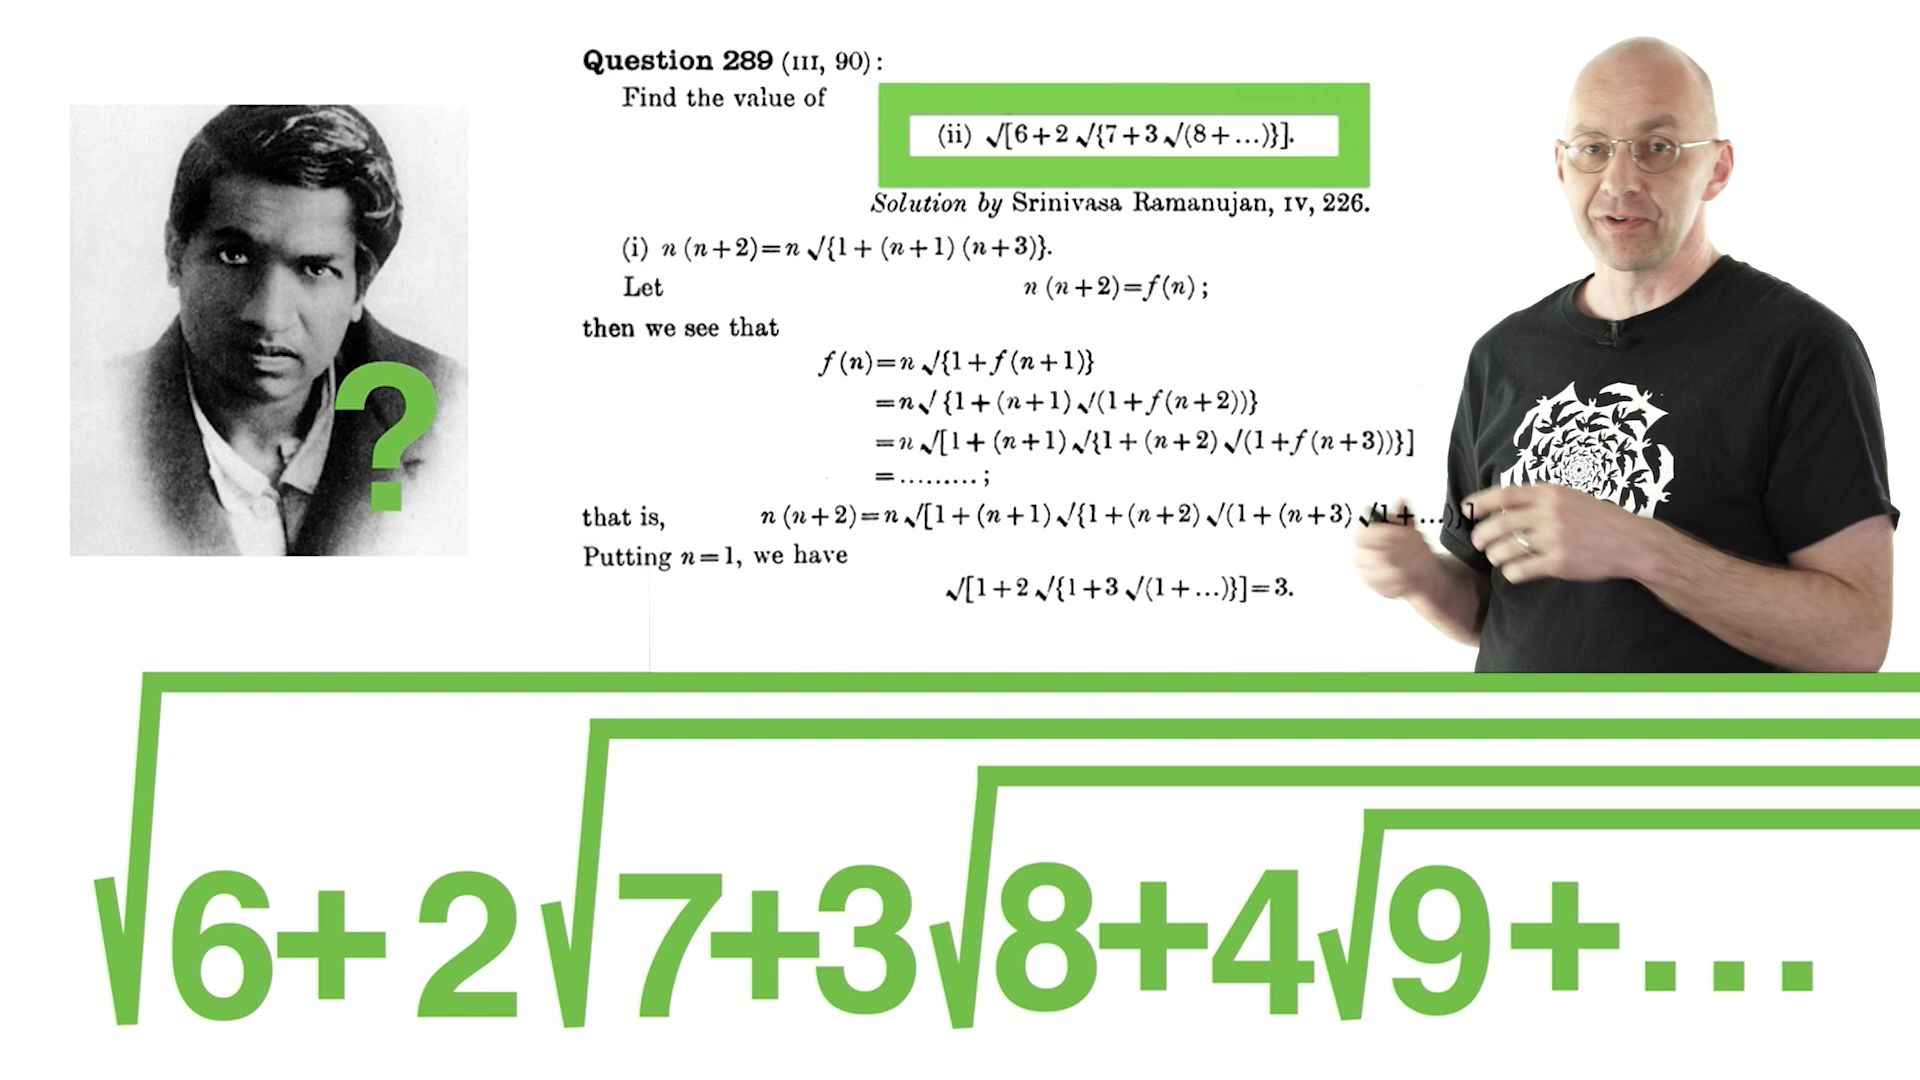 Question 289 (III, 90) :
Find the value of
(ii) √[6+2 √{7+3 √(8+...)}].
Solution by Srinivasa Ramanujan, IV, 226.
(i) n (n+2)=n √{1+(n+1) (n+3)}.
Let n (n+2)=f(n) ;
then we see that
f(n)=n √{1+f(n+1)}
=n √{1+(n+1) √(1+f(n+2))}
=n √[1+(n+1) √{1+(n+2) √(1+f(n+3))}]
=......... ;
that is, n (n+2)=n √[1+(n+1) √{1+(n+2) √(1+(n+3) √1+...)}]
Putting n=1, we have
√[1+2 √{1+3 √(1+...)}]=3.
?
√6+2√7+3√8+4√9+...